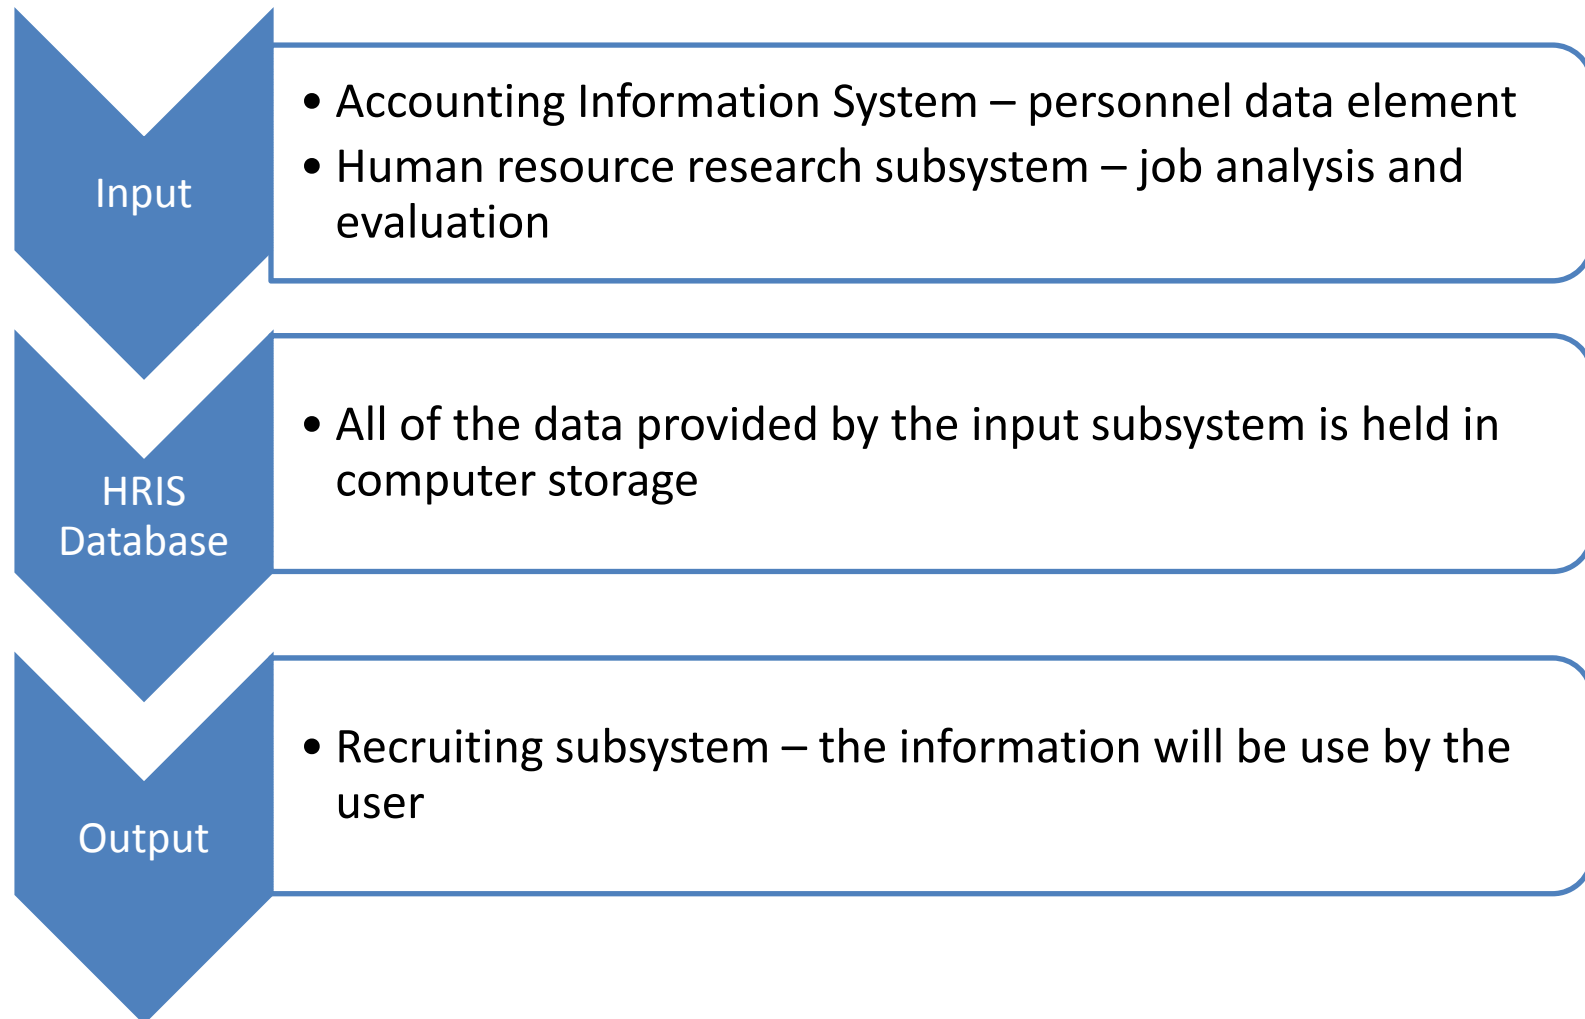 Input
• Accounting Information System – personnel data element
• Human resource research subsystem – job analysis and
evaluation
HRIS
Database
• All of the data provided by the input subsystem is held in
computer storage
Output
• Recruiting subsystem – the information will be use by the
user